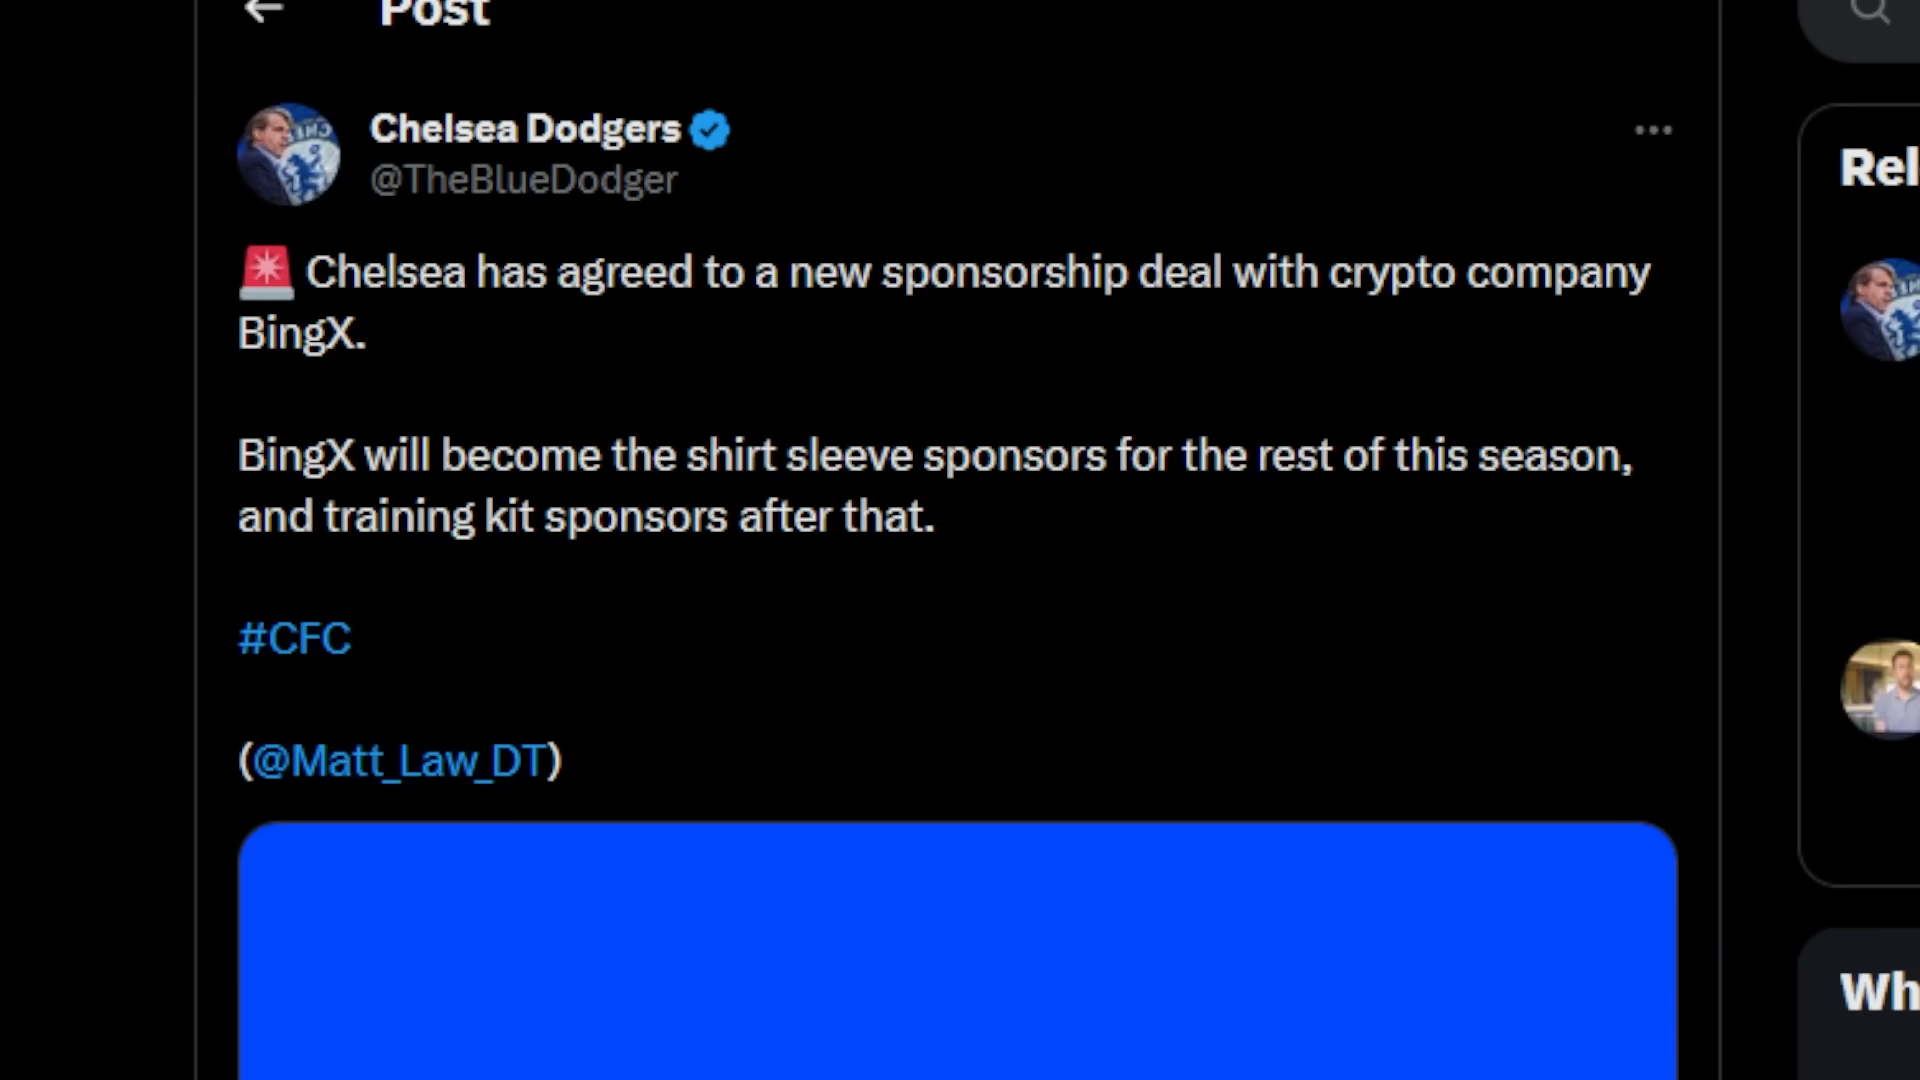 Post
Chelsea Dodgers
@TheBlueDodger
Chelsea has agreed to a new sponsorship deal with crypto company
BingX.
BingX will become the shirt sleeve sponsors for the rest of this season,
and training kit sponsors after that.
#CFC
(@Matt_Law_DT)
Rel
Wh